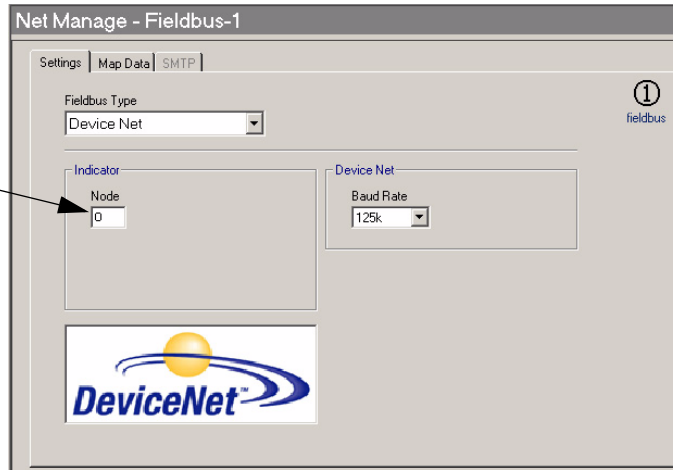 Net Manage - Fieldbus-1
Settings Map Data SMTP
Fieldbus Type
Device Net
1
fieldbus
Indicator
Node
0
Device Net
Baud Rate
125k
DeviceNet™